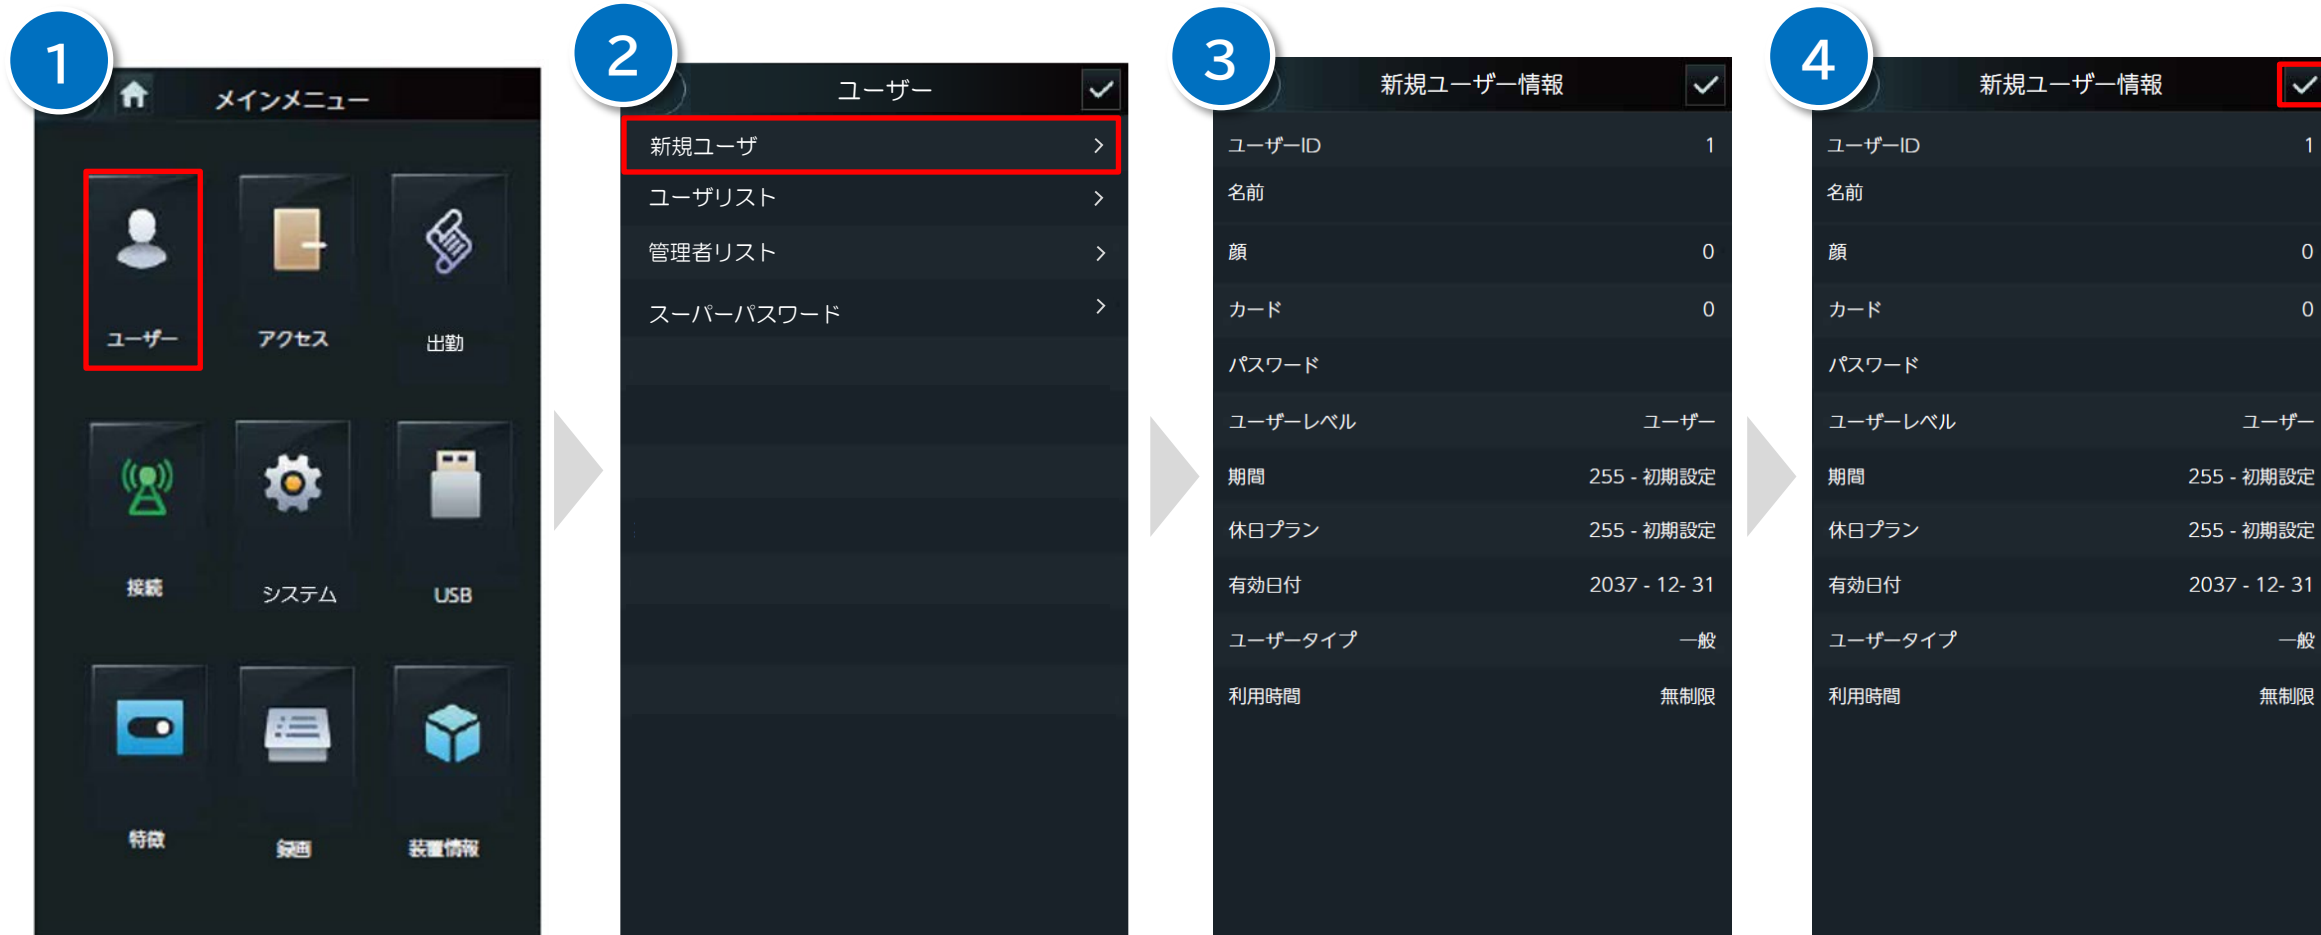 1
メインメニュー
ユーザー
アクセス
出勤
接続
システム
USB
特徴
録画
装置情報
2
ユーザー
新規ユーザ
ユーザリスト
管理者リスト
スーパーパスワード
3
新規ユーザー情報
ユーザーID 1
名前
顔 0
カード 0
パスワード
ユーザーレベル ユーザー
期間 255 - 初期設定
休日プラン 255 - 初期設定
有効日付 2037 - 12- 31
ユーザータイプ 一般
利用時間 無制限
4
新規ユーザー情報
ユーザーID 1
名前
顔 0
カード 0
パスワード
ユーザーレベル ユーザー
期間 255 - 初期設定
休日プラン 255 - 初期設定
有効日付 2037 - 12- 31
ユーザータイプ 一般
利用時間 無制限